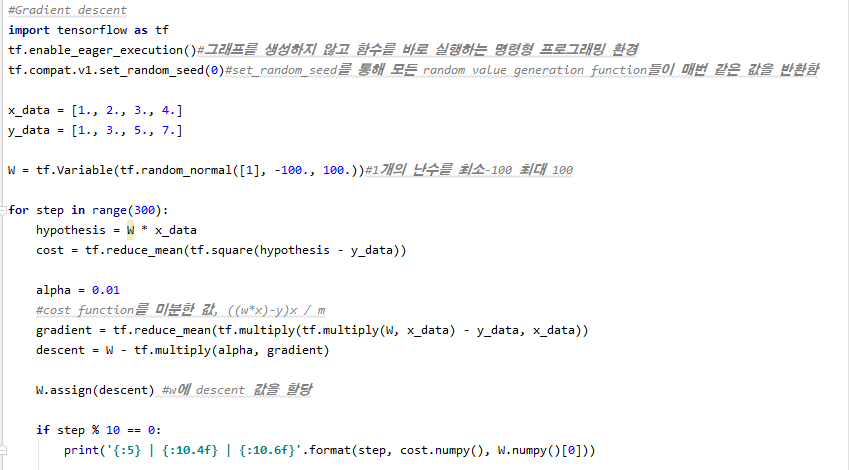 #Gradient descent
import tensorflow as tf
tf.enable_eager_execution()#그래프를 생성하지 않고 함수를 바로 실행하는 명령형 프로그래밍 환경
tf.compat.v1.set_random_seed(0)#set_random_seed를 통해 모든 random value generation function들이 매번 같은 값을 반환함

x_data = [1., 2., 3., 4.]
y_data = [1., 3., 5., 7.]

W = tf.Variable(tf.random_normal([1], -100., 100.))#1개의 난수를 최소-100 최대 100

for step in range(300):
    hypothesis = W * x_data
    cost = tf.reduce_mean(tf.square(hypothesis - y_data))

    alpha = 0.01
    #cost function를 미분한 값, ((w*x)-y)x / m
    gradient = tf.reduce_mean(tf.multiply(tf.multiply(W, x_data) - y_data, x_data))
    descent = W - tf.multiply(alpha, gradient)

    W.assign(descent) #w에 descent 값을 할당

    if step % 10 == 0:
        print('{:5} | {:10.4f} | {:10.6f}'.format(step, cost.numpy(), W.numpy()[0]))